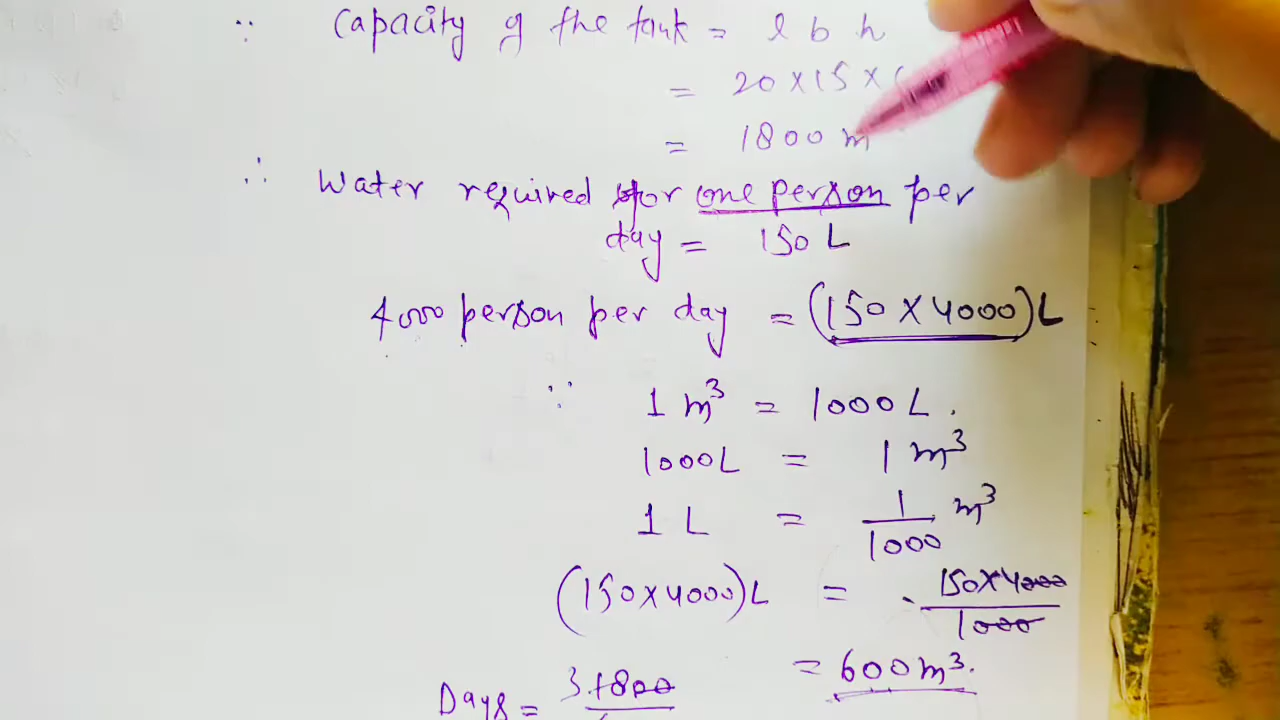 ∵ Capacity of the tank = l b h
= 20 × 15 ×
= 1800 m
∴ Water required for one person per
day = 150 L
4000 person per day = (150 × 4000) L
∵ 1 m³ = 1000 L.
1000 L = 1 m³
1 L = 1/1000 m³
(150 × 4000) L = 150 × 4000/1000
= 600 m³.
Days = 3 1800